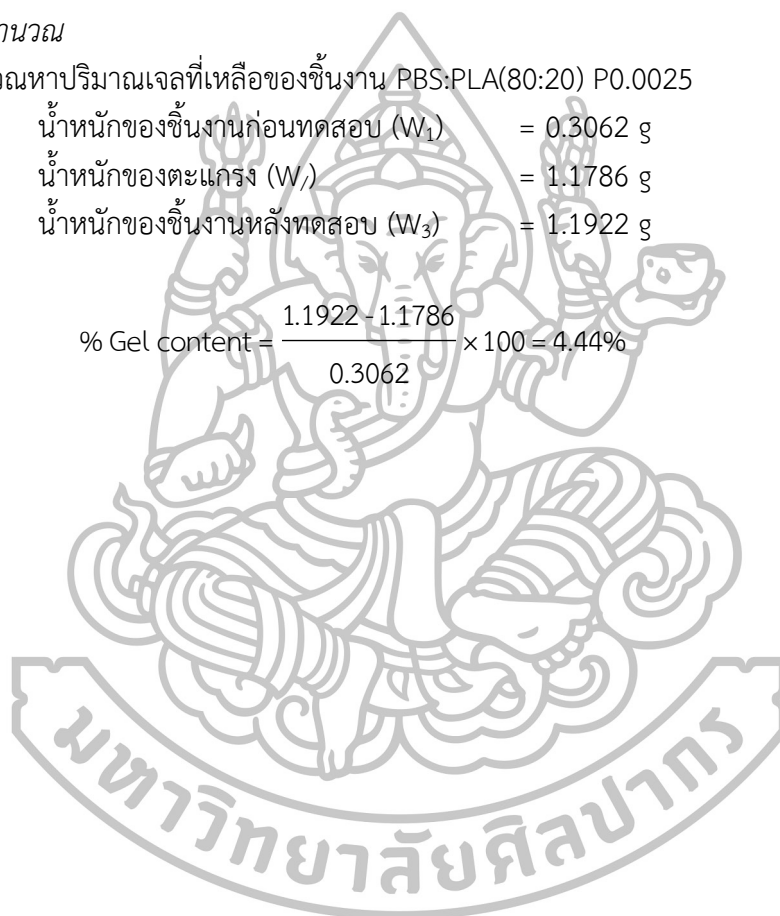 านวณ
วณหาปริมาณเจลที่เหลือของชิ้นงาน PBS:PLA(80:20) P0.0025
น้ำหนักของชิ้นงานก่อนทดสอบ (W₁) = 0.3062 g
น้ำหนักของตะแกรง (W/) = 1.1786 g
น้ำหนักของชิ้นงานหลังทดสอบ (W₃) = 1.1922 g
1.1922 - 1.1786
% Gel content = × 100 = 4.44%
0.3062
มหาวิทยาลัยศิลปากร